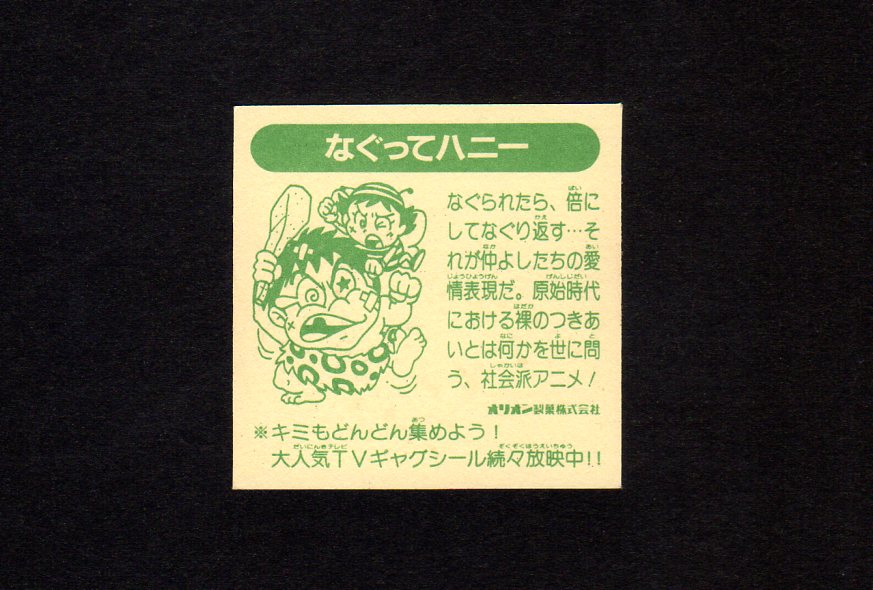 なぐってハニー
なぐられたら、倍に
してなぐり返す…そ
れが仲よしたちの愛
情表現だ。原始時代
における裸のつきあ
いとは何かを世に問
う、社会派アニメ!
オリオン製菓株式会社
※キミもどんどん集めよう!
大人気TVギャグシール続々放映中!!